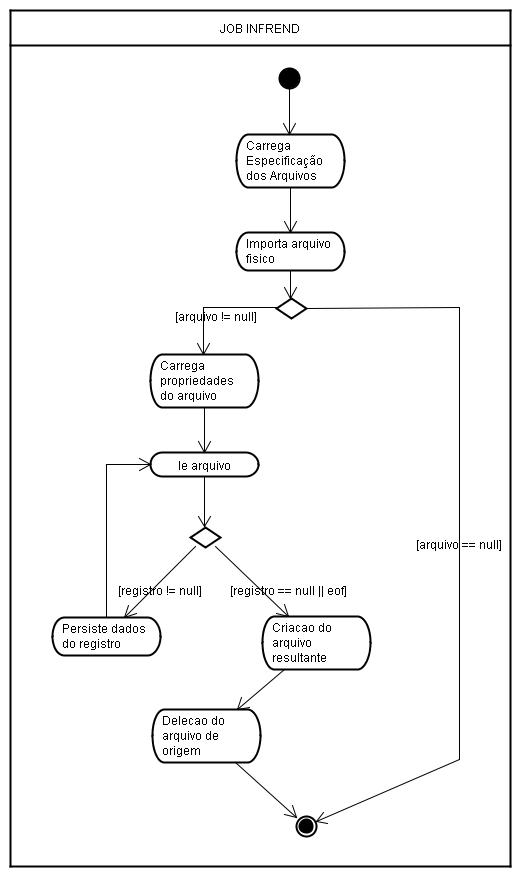 JOB INFREND
Carrega
Especificação
dos Arquivos
Importa arquivo
fisico
[arquivo != null]
Carrega
propriedades
do arquivo
le arquivo
[arquivo == null]
[registro != null]
[registro == null || eof]
Persiste dados
do registro
Criacao do
arquivo
resultante
Delecao do
arquivo de
origem